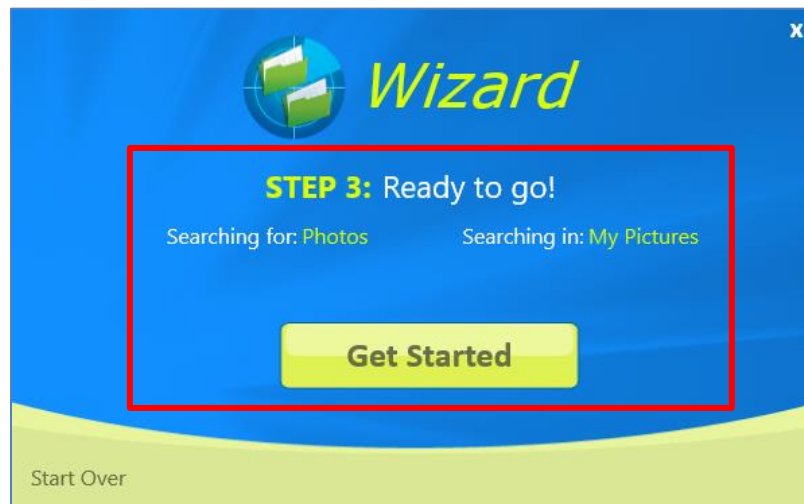 X
Wizard
STEP 3: Ready to go!
Searching for: Photos Searching in: My Pictures
Get Started
Start Over